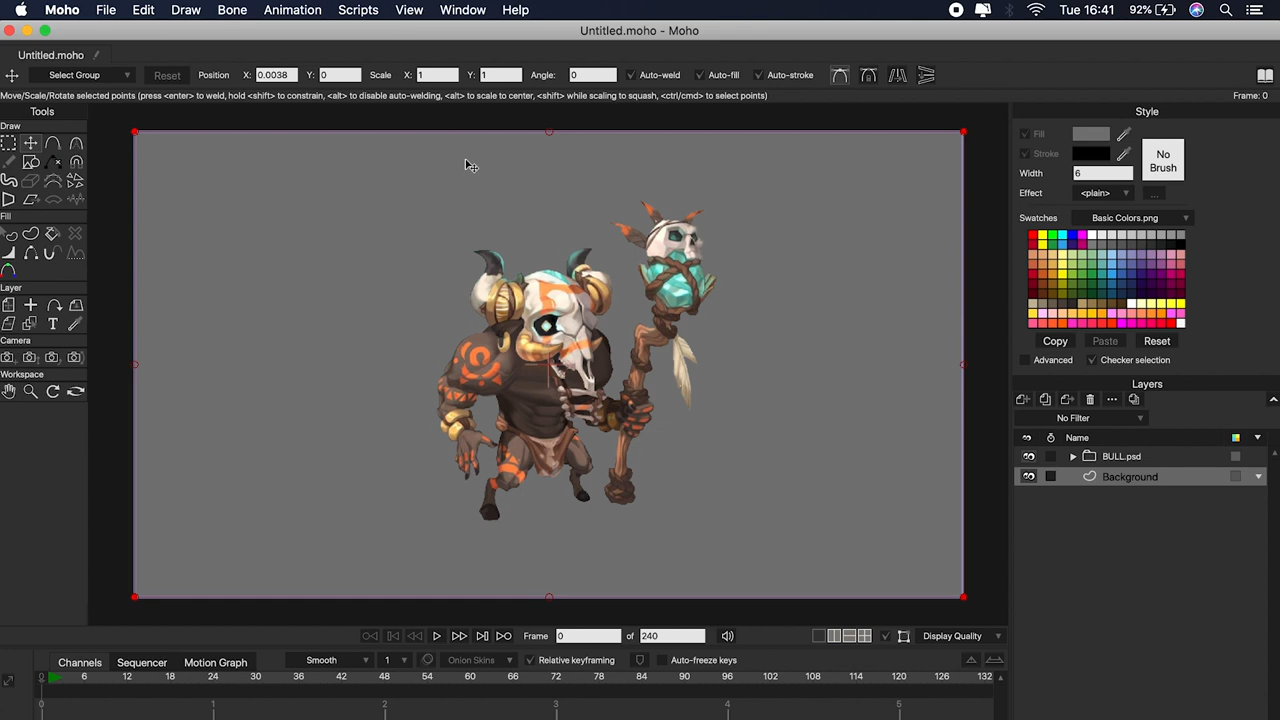 Moho File Edit Draw Bone Animation Scripts View Window Help Tue 16:41 92%
Untitled.moho - Moho
Untitled.moho
Select Group Reset Position X: 0.0038 Y: 0 Scale X: 1 Y: 1 Angle: 0 Auto-weld Auto-fill Auto-stroke
Move/Scale/Rotate selected points (press <enter> to weld, hold <shift> to constrain, <alt> to disable auto-welding, <alt> to scale to center, <shift> while scaling to squash, <ctrl/cmd> to select points) Frame: 0
Tools
Draw
Fill
Layer
Camera
Workspace
Style
Fill
Stroke
No Brush
Width 6
Effect <plain> ...
Swatches Basic Colors.png
Copy Paste Reset
Advanced Checker selection
Layers
No Filter
Name
BULL.psd
Background
Frame 0 of 240 Display Quality
Channels Sequencer Motion Graph Smooth 1 Onion Skins Relative keyframing Auto-freeze keys
0 6 12 18 24 30 36 42 48 54 60 66 72 78 84 90 96 102 108 114 120 126 132
0 1 2 3 4 5